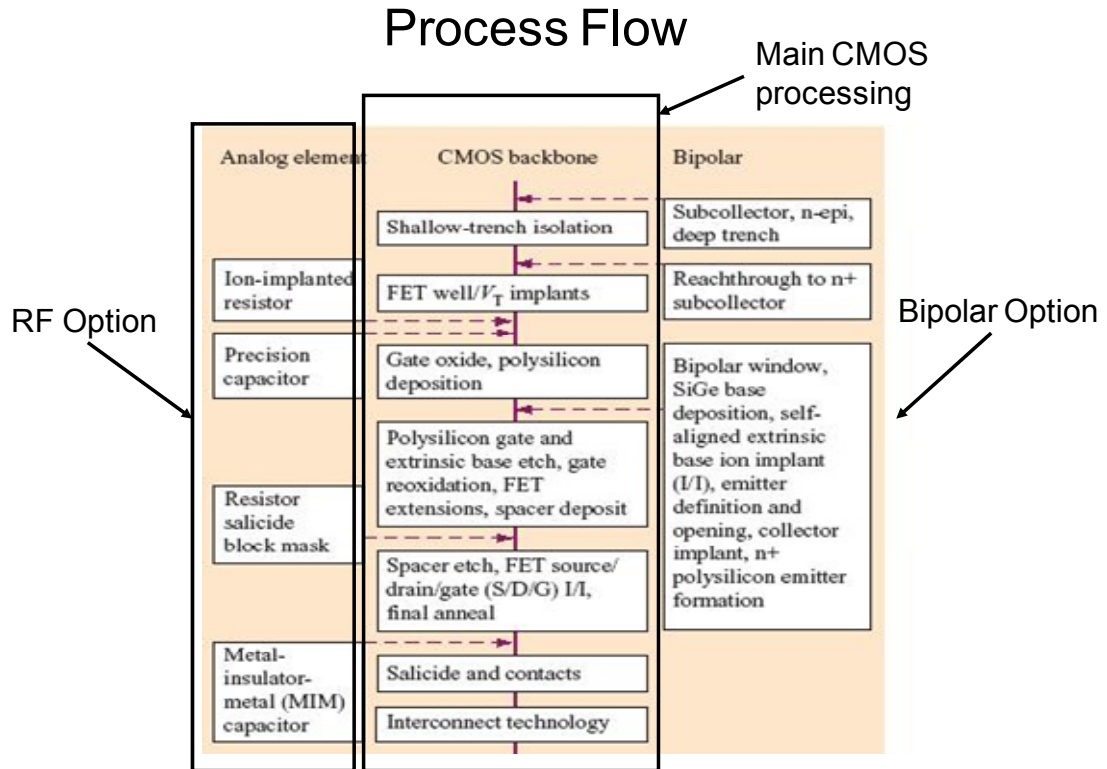 Process Flow
Main CMOS
processing
RF Option
Bipolar Option
Analog element
Ion-implanted
resistor
Precision
capacitor
Resistor
salicide
block mask
Metal-
insulator-
metal (MIM)
capacitor
CMOS backbone
Shallow-trench isolation
FET well/V_T implants
Gate oxide, polysilicon
deposition
Polysilicon gate and
extrinsic base etch, gate
reoxidation, FET
extensions, spacer deposit
Spacer etch, FET source/
drain/gate (S/D/G) I/I,
final anneal
Salicide and contacts
Interconnect technology
Bipolar
Subcollector, n-epi,
deep trench
Reachthrough to n+
subcollector
Bipolar window,
SiGe base
deposition, self-
aligned extrinsic
base ion implant
(I/I), emitter
definition and
opening, collector
implant, n+
polysilicon emitter
formation